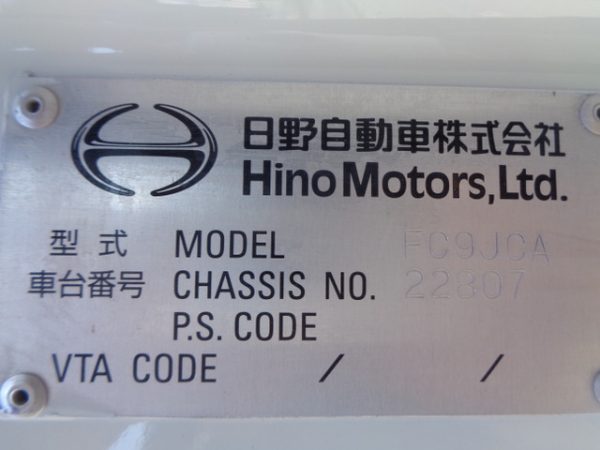 日野自動車株式会社
Hino Motors, Ltd.
型式 MODEL FC9JCA
車台番号 CHASSIS NO. 22807
P.S. CODE
VTA CODE / /